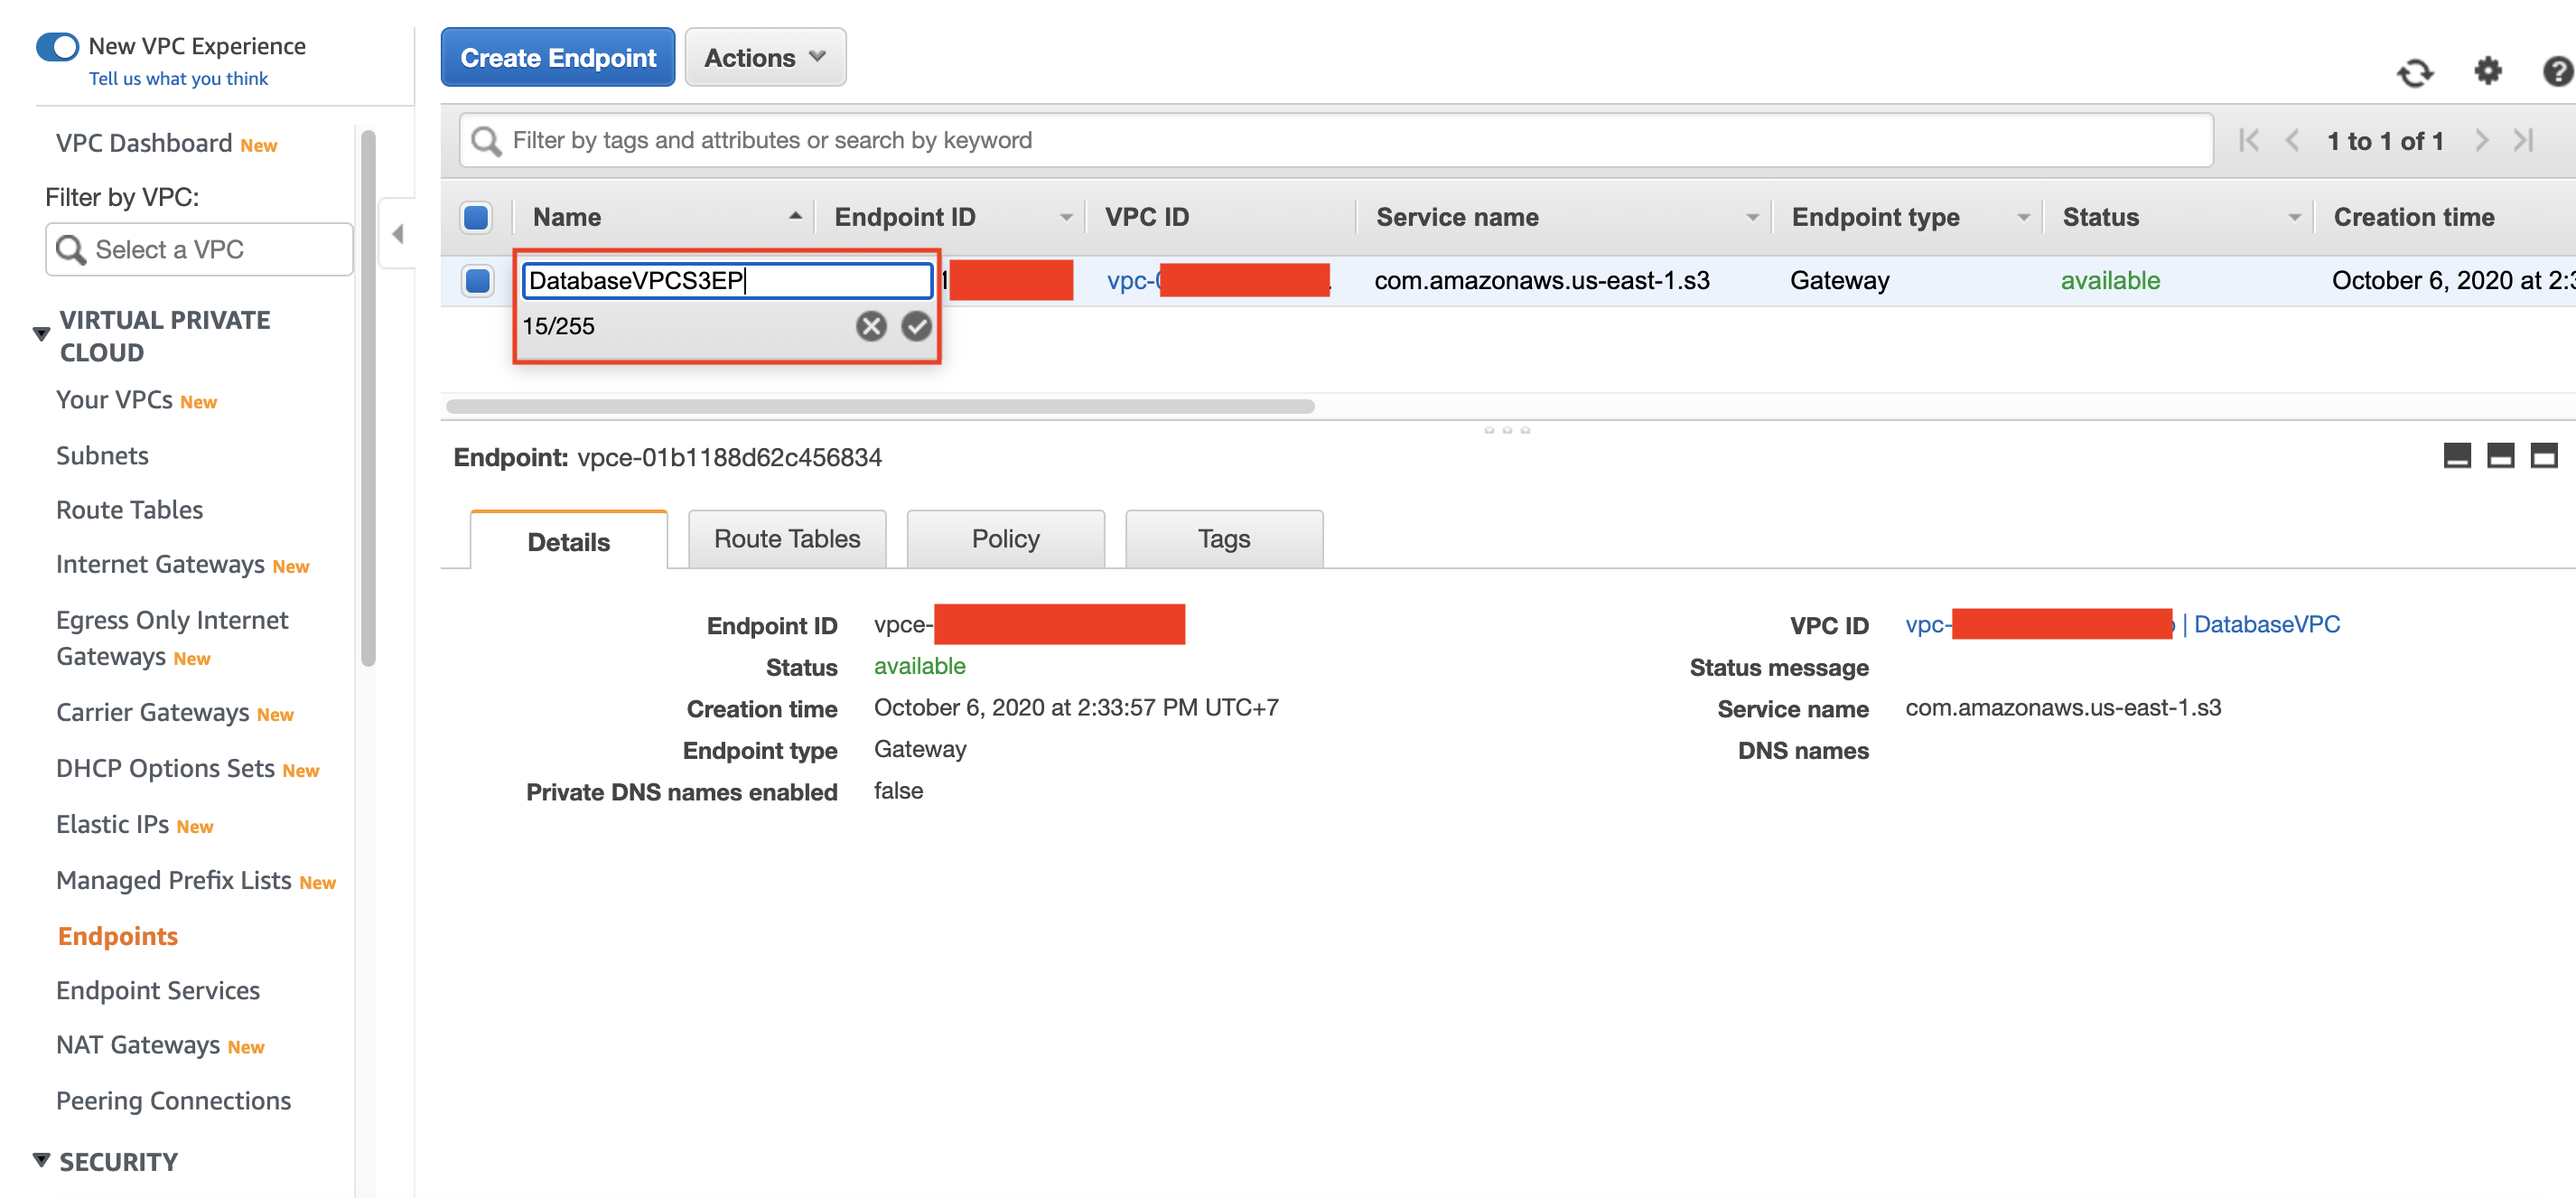 New VPC Experience
Tell us what you think
VPC Dashboard New
Filter by VPC:
Select a VPC
VIRTUAL PRIVATE
CLOUD
Your VPCs New
Subnets
Route Tables
Internet Gateways New
Egress Only Internet
Gateways New
Carrier Gateways New
DHCP Options Sets New
Elastic IPs New
Managed Prefix Lists New
Endpoints
Endpoint Services
NAT Gateways New
Peering Connections
SECURITY
Create Endpoint Actions
Filter by tags and attributes or search by keyword
1 to 1 of 1
Name Endpoint ID VPC ID Service name Endpoint type Status Creation time
DatabaseVPCS3EP vpc- com.amazonaws.us-east-1.s3 Gateway available October 6, 2020 at 2:3
15/255
Endpoint: vpce-01b1188d62c456834
Details Route Tables Policy Tags
Endpoint ID vpce-
Status available
Creation time October 6, 2020 at 2:33:57 PM UTC+7
Endpoint type Gateway
Private DNS names enabled false
VPC ID vpc- | DatabaseVPC
Status message
Service name com.amazonaws.us-east-1.s3
DNS names